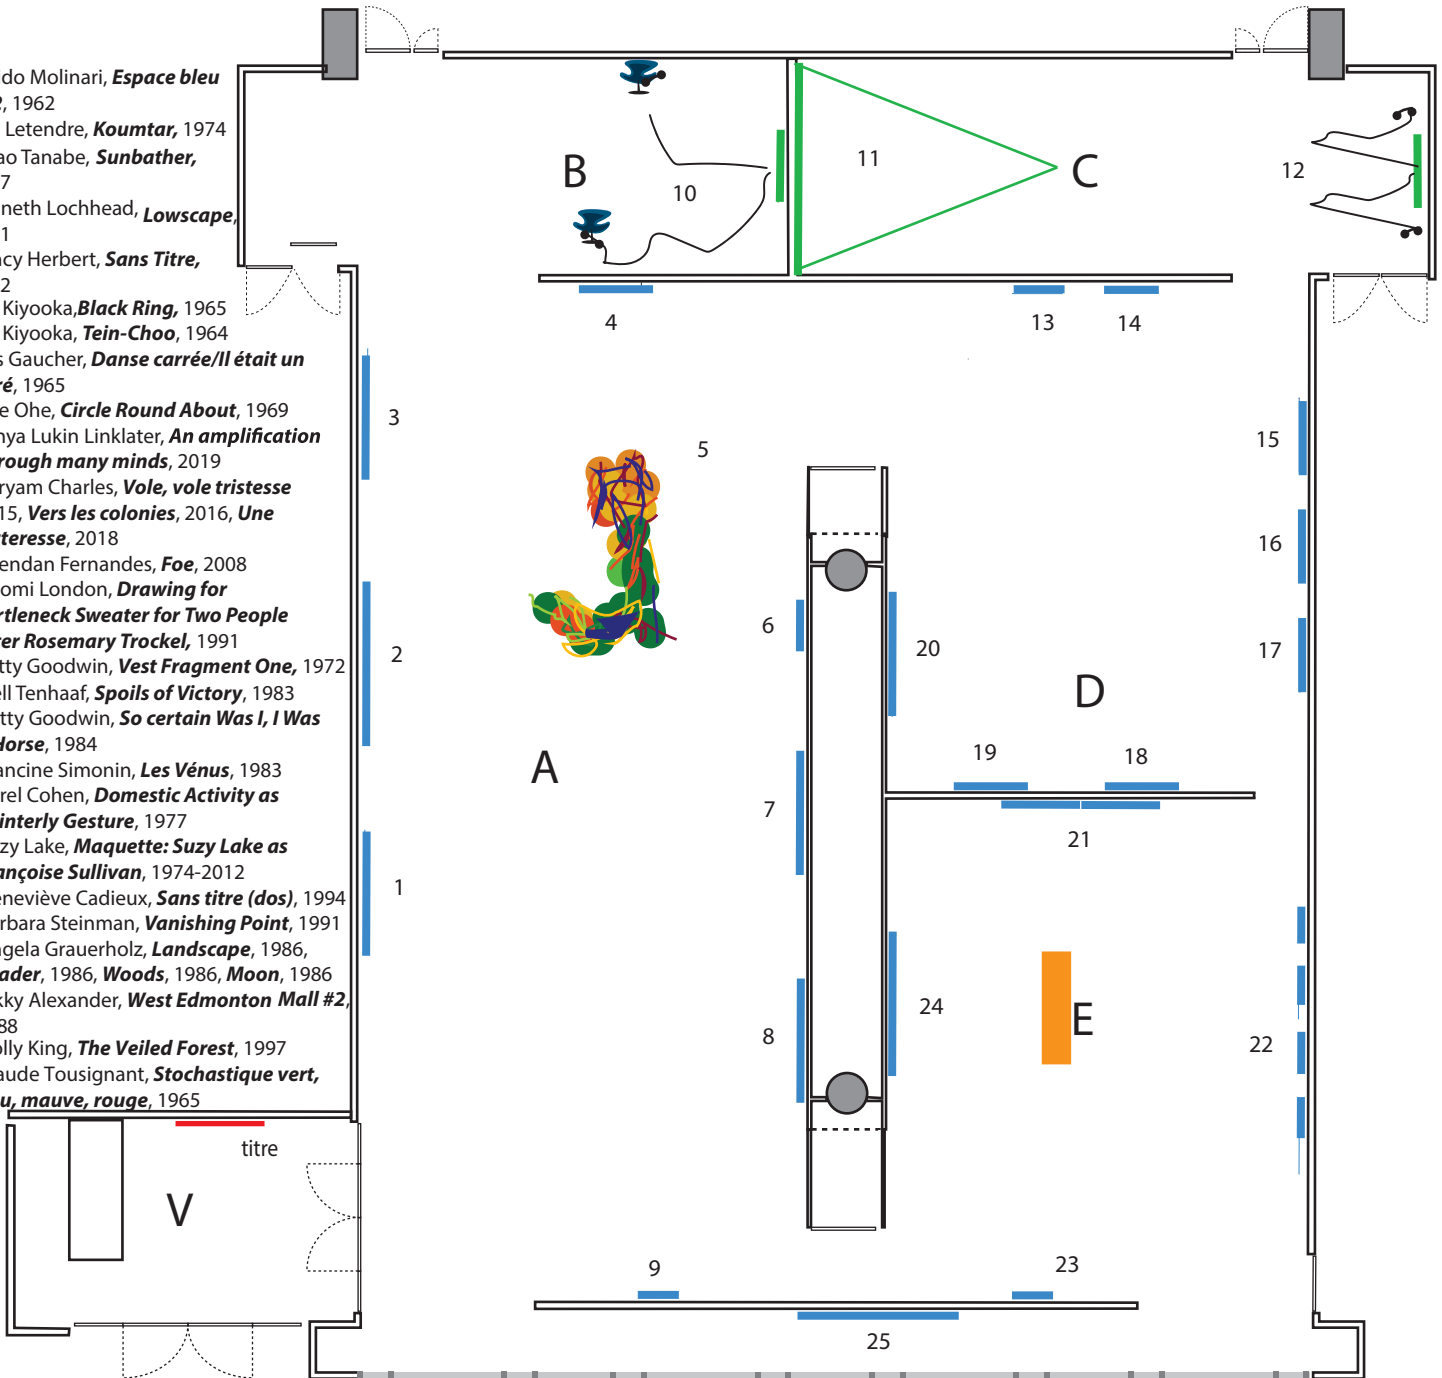 ido Molinari, Espace bleu
2, 1962
Letendre, Koumtar, 1974
ao Tanabe, Sunbather,
7
neth Lochhead, Lowscape,
1
cy Herbert, Sans Titre,
2
Kiyooka,Black Ring, 1965
Kiyooka, Tein-Choo, 1964
s Gaucher, Danse carrée/Il était un
ré, 1965
e Ohe, Circle Round About, 1969
nya Lukin Linklater, An amplification
rough many minds, 2019
ryam Charles, Vole, vole tristesse
15, Vers les colonies, 2016, Une
teresse, 2018
endan Fernandes, Foe, 2008
omi London, Drawing for
rtleneck Sweater for Two People
ter Rosemary Trockel, 1991
tty Goodwin, Vest Fragment One, 1972
ell Tenhaaf, Spoils of Victory, 1983
tty Goodwin, So certain Was I, I Was
Horse, 1984
ancine Simonin, Les Vénus, 1983
rel Cohen, Domestic Activity as
interly Gesture, 1977
zy Lake, Maquette: Suzy Lake as
ançoise Sullivan, 1974-2012
eneviève Cadieux, Sans titre (dos), 1994
rbara Steinman, Vanishing Point, 1991
ngela Grauerholz, Landscape, 1986,
ader, 1986, Woods, 1986, Moon, 1986
kky Alexander, West Edmonton Mall #2,
88
olly King, The Veiled Forest, 1997
aude Tousignant, Stochastique vert,
u, mauve, rouge, 1965
titre
V
B
10
11
C
12
4
13
14
3
5
15
16
6
20
17
2
D
A
19
18
7
21
1
24
E
8
22
9
23
25